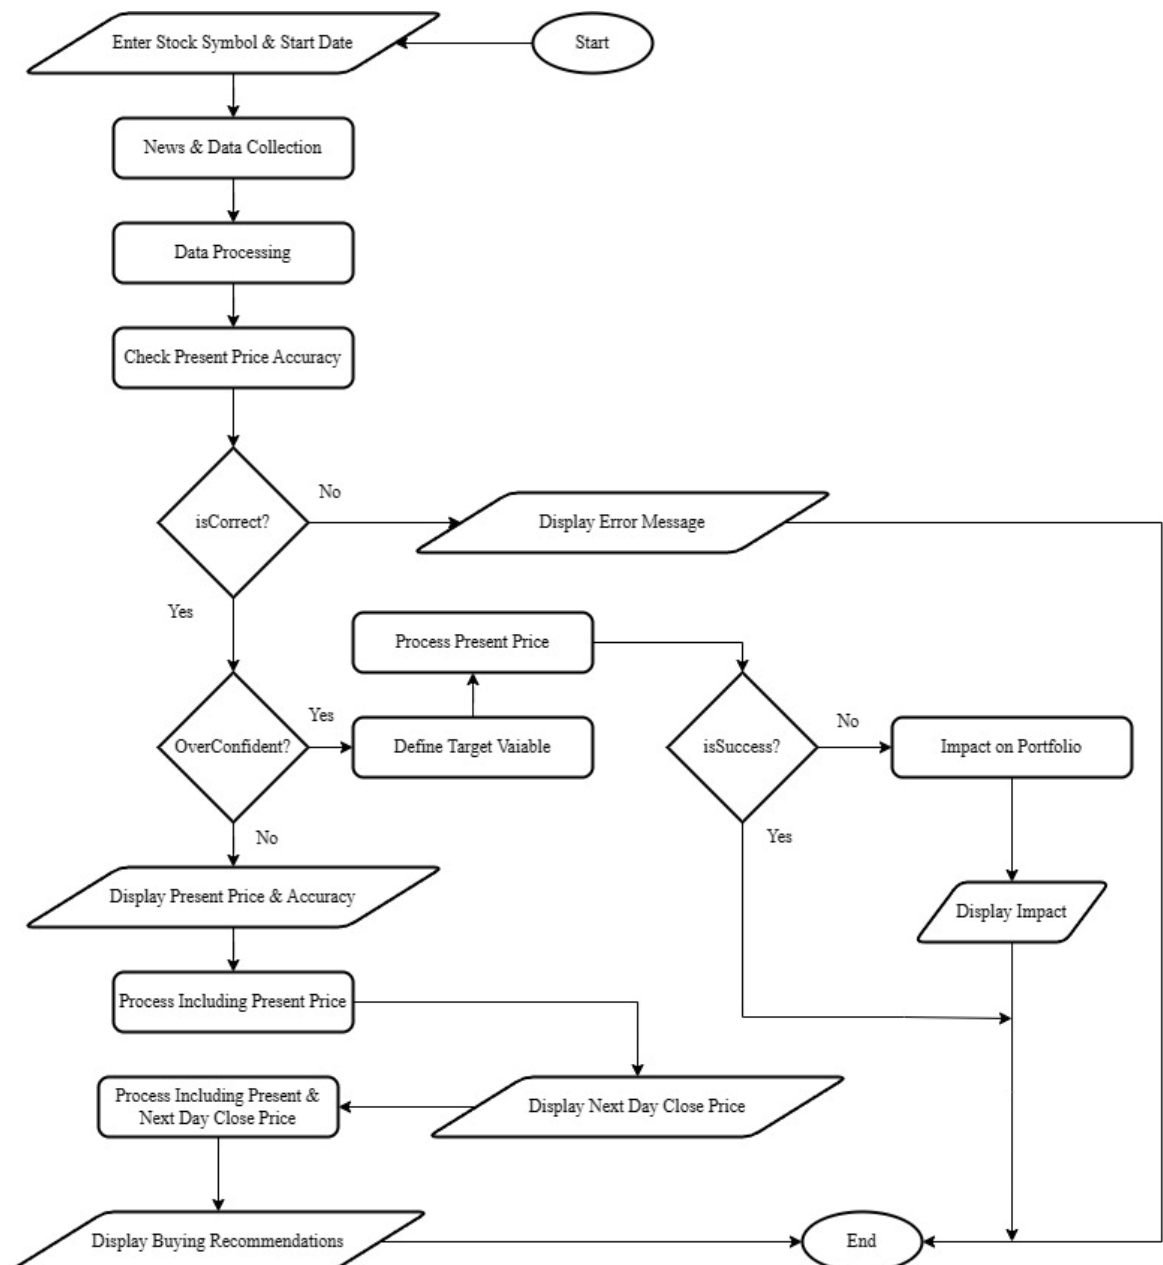 Enter Stock Symbol & Start Date
Start
News & Data Collection
Data Processing
Check Present Price Accuracy
isCorrect?
No
Display Error Message
Yes
Process Present Price
OverConfident?
Yes
Define Target Vaiable
isSuccess?
No
Impact on Portfolio
No
Yes
Display Present Price & Accuracy
Display Impact
Process Including Present Price
Process Including Present &
Next Day Close Price
Display Next Day Close Price
Display Buying Recommendations
End